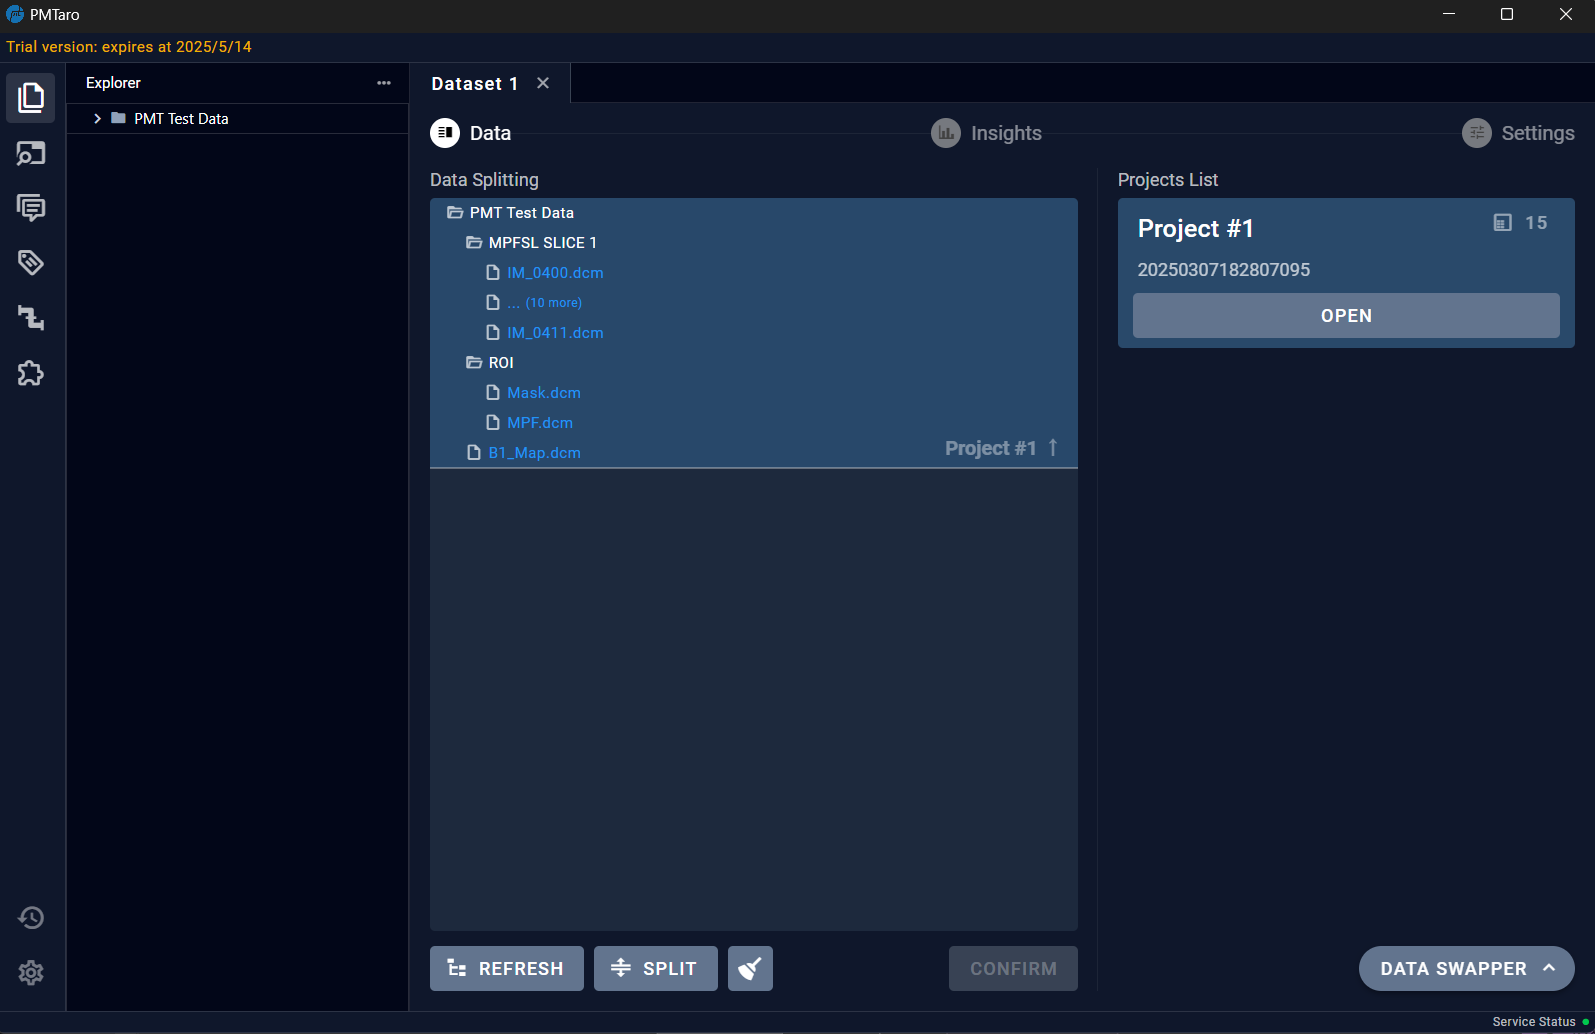 PMTaro
Trial version: expires at 2025/5/14
Explorer
PMT Test Data
Dataset 1
Data
Insights
Settings
Data Splitting
PMT Test Data
MPFSL SLICE 1
IM_0400.dcm
... (10 more)
IM_0411.dcm
ROI
Mask.dcm
MPF.dcm
B1_Map.dcm
Project #1
Projects List
Project #1
15
20250307182807095
OPEN
REFRESH
SPLIT
CONFIRM
DATA SWAPPER
Service Status